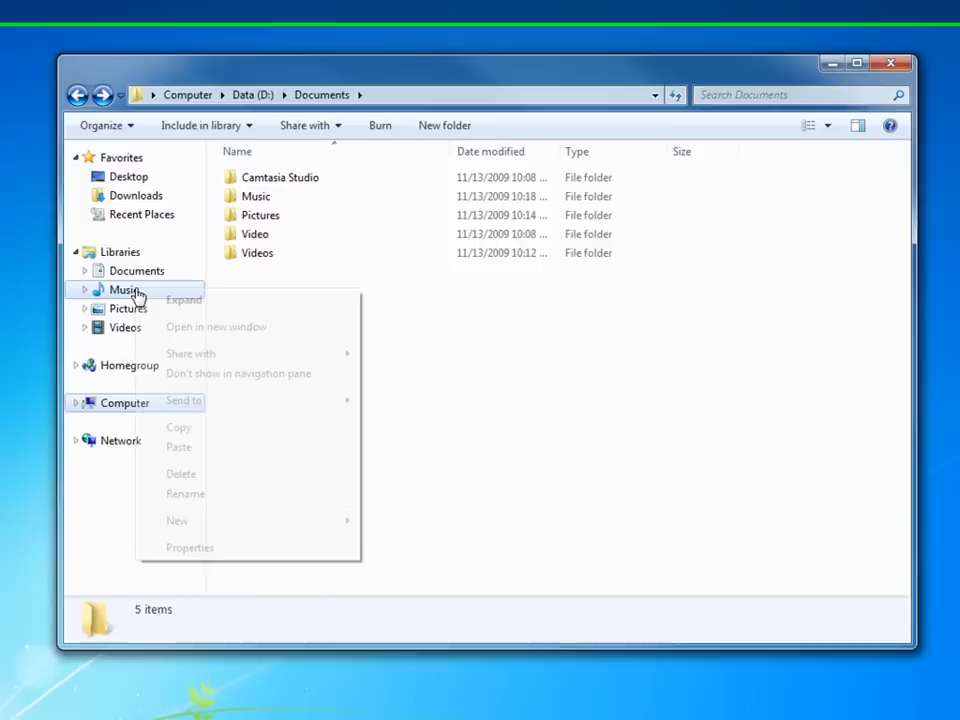 Computer Data (D:) Documents
Search Documents
Organize Include in library Share with Burn New folder
Name Date modified Type Size
Favorites
Desktop
Downloads
Recent Places
Libraries
Documents
Music
Pictures
Videos
Homegroup
Computer
Network
Camtasia Studio 11/13/2009 10:08 ... File folder
Music 11/13/2009 10:18 ... File folder
Pictures 11/13/2009 10:14 ... File folder
Video 11/13/2009 10:08 ... File folder
Videos 11/13/2009 10:12 ... File folder
Expand
Open in new window
Share with
Don't show in navigation pane
Send to
Copy
Paste
Delete
Rename
New
Properties
5 items